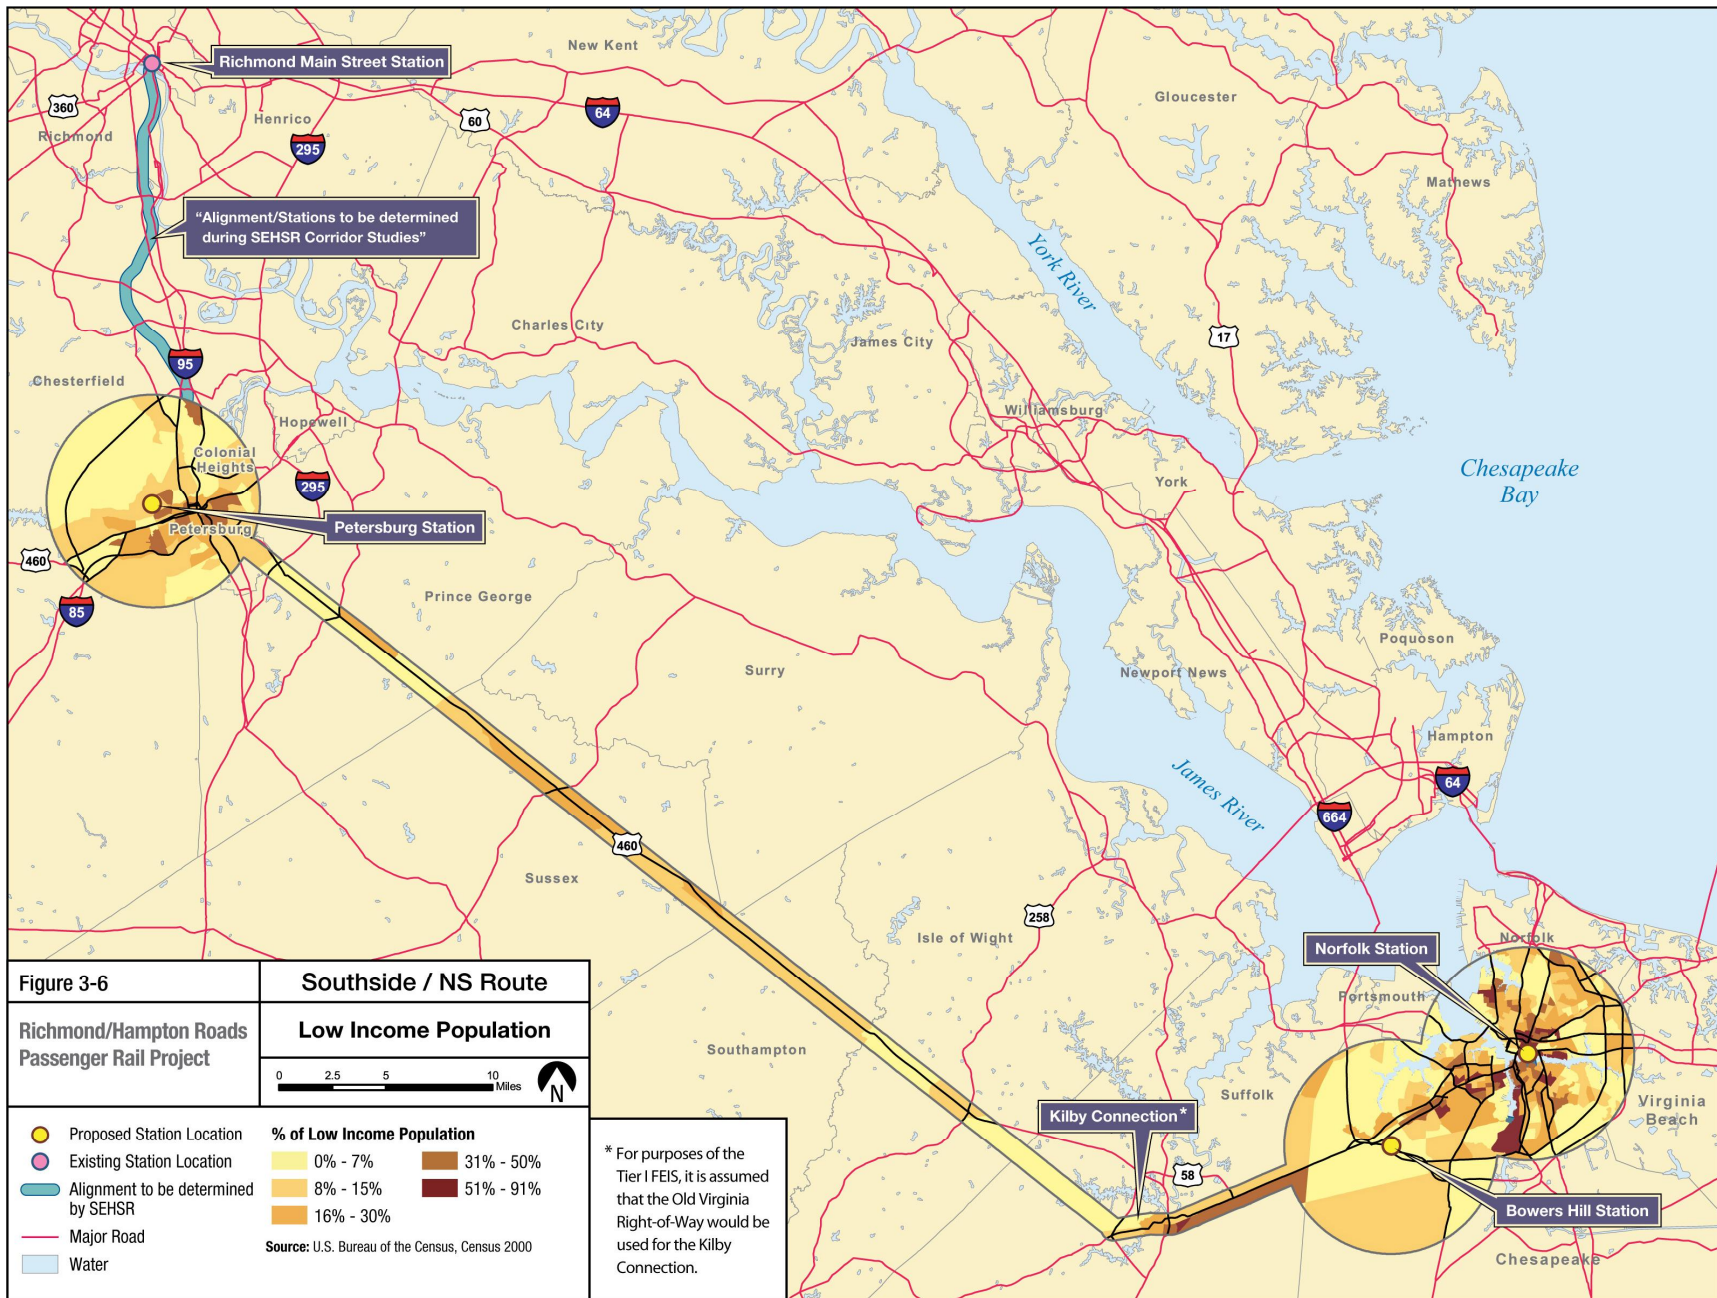 New Kent
Richmond Main Street Station
Gloucester
360
64
60
Henrico
Richmond
295
Mathews
“Alignment/Stations to be determined
during SEHSR Corridor Studies”
York River
Charles City
17
James City
95
Chesterfield
Williamsburg
Hopewell
Colonial
Heights
Chesapeake
Bay
York
295
Petersburg Station
Petersburg
460
Prince George
85
Poquoson
Surry
Newport News
Hampton
James River
64
664
460
Sussex
258
Isle of Wight
Norfolk
Norfolk Station
Portsmouth
Southampton
Suffolk
Kilby Connection*
Virginia
Beach
58
Bowers Hill Station
Chesapeake
Figure 3-6
Southside / NS Route
Richmond/Hampton Roads
Passenger Rail Project
Low Income Population
0 2.5 5 10
Miles
N
Proposed Station Location
Existing Station Location
Alignment to be determined
by SEHSR
Major Road
Water
% of Low Income Population
0% - 7%
8% - 15%
16% - 30%
31% - 50%
51% - 91%
Source: U.S. Bureau of the Census, Census 2000
* For purposes of the
Tier I FEIS, it is assumed
that the Old Virginia
Right-of-Way would be
used for the Kilby
Connection.